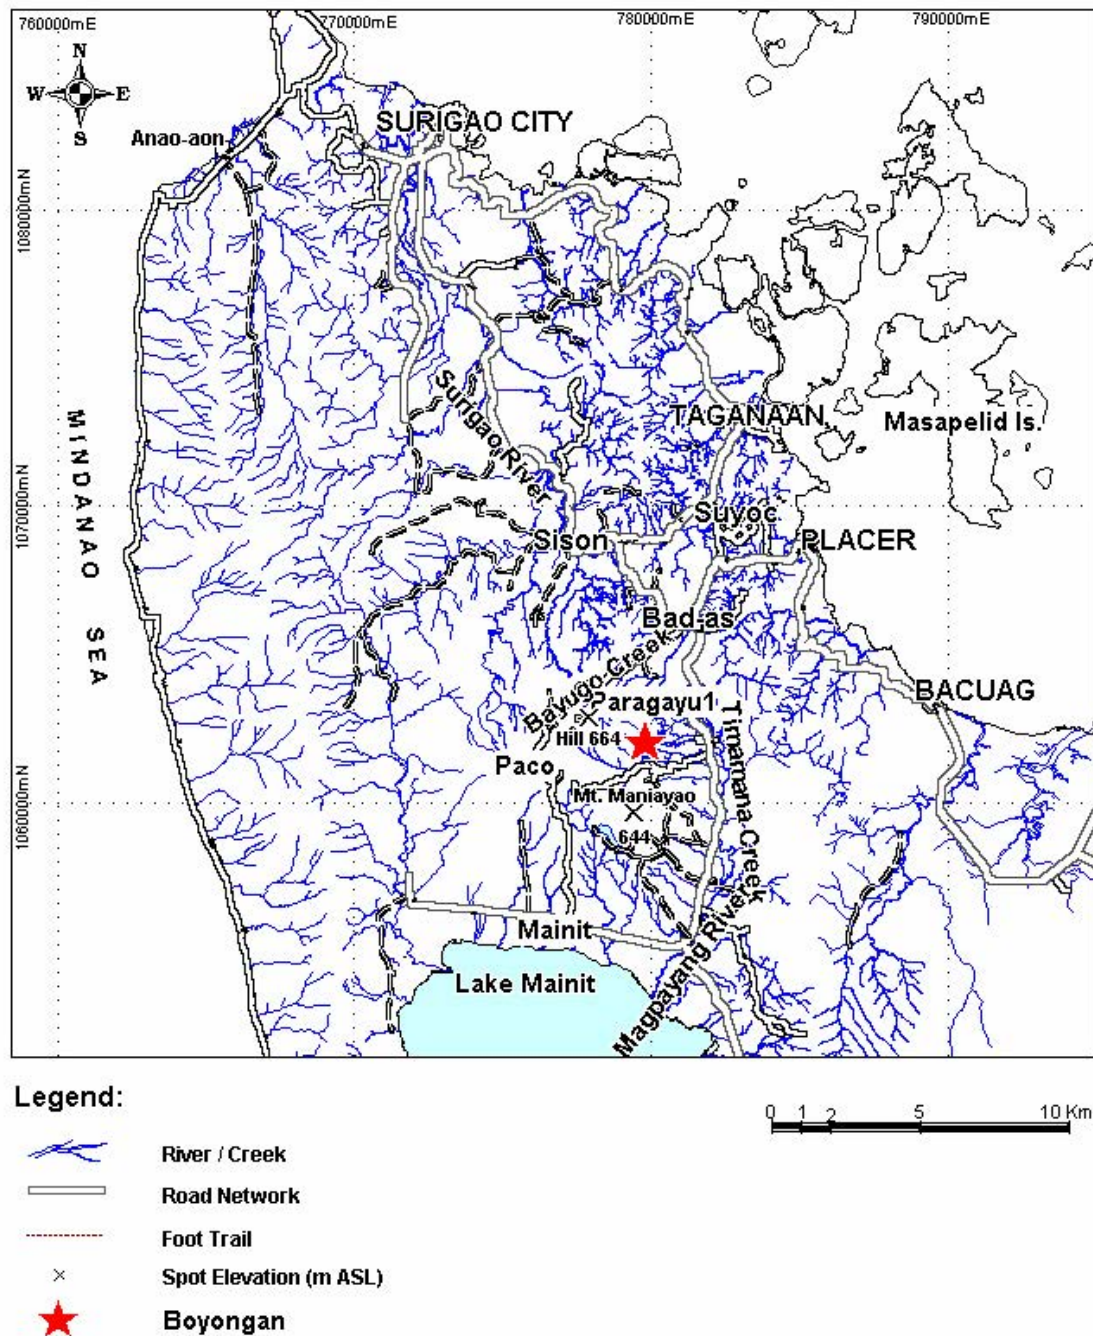 760000mE
770000mE
780000mE
790000mE
N
W E
S
SURIGAO CITY
Anao-aon
1080000mN
TAGANAAN
Masapelid Is.
Surigao River
MINDANAO SEA
1070000mN
Suyoc
Sison
PLACER
Bad-as
Bayugo Creek
BACUAG
Paragayu1
Timamana Creek
Hill 664
Paco
Mt. Maniayao
1060000mN
644
Mainit
Magpayang River
Lake Mainit
Legend:
0 1 2 5 10 Km
River / Creek
Road Network
Foot Trail
Spot Elevation (m ASL)
Boyongan